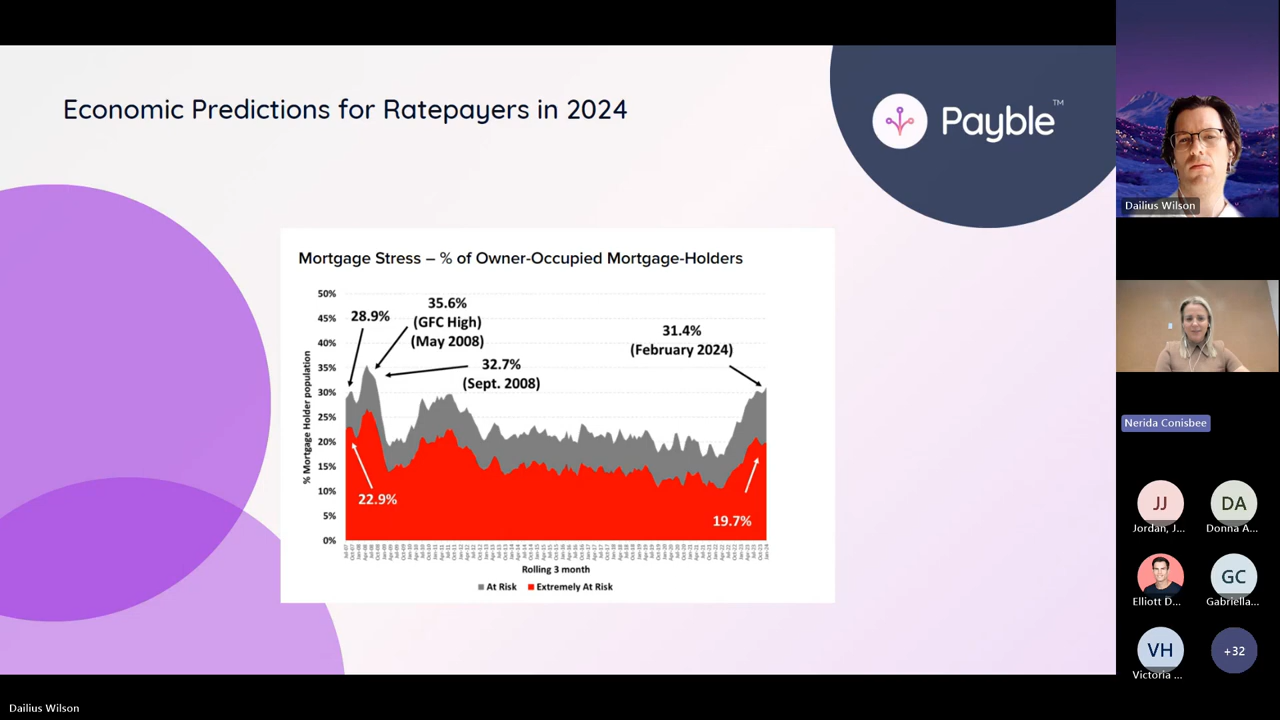 Economic Predictions for Ratepayers in 2024
Payble™
Mortgage Stress – % of Owner-Occupied Mortgage-Holders
% Mortgage Holder population
50%
45%
40%
35%
30%
25%
20%
15%
10%
5%
0%
28.9%
35.6%
(GFC High)
(May 2008)
32.7%
(Sept. 2008)
31.4%
(February 2024)
22.9%
19.7%
Rolling 3 month
At Risk
Extremely At Risk
Dailius Wilson
Nerida Conisbee
JJ
Jordan, J...
DA
Donna A...
Elliott D...
GC
Gabriella...
VH
Victoria ...
+32
Dailius Wilson